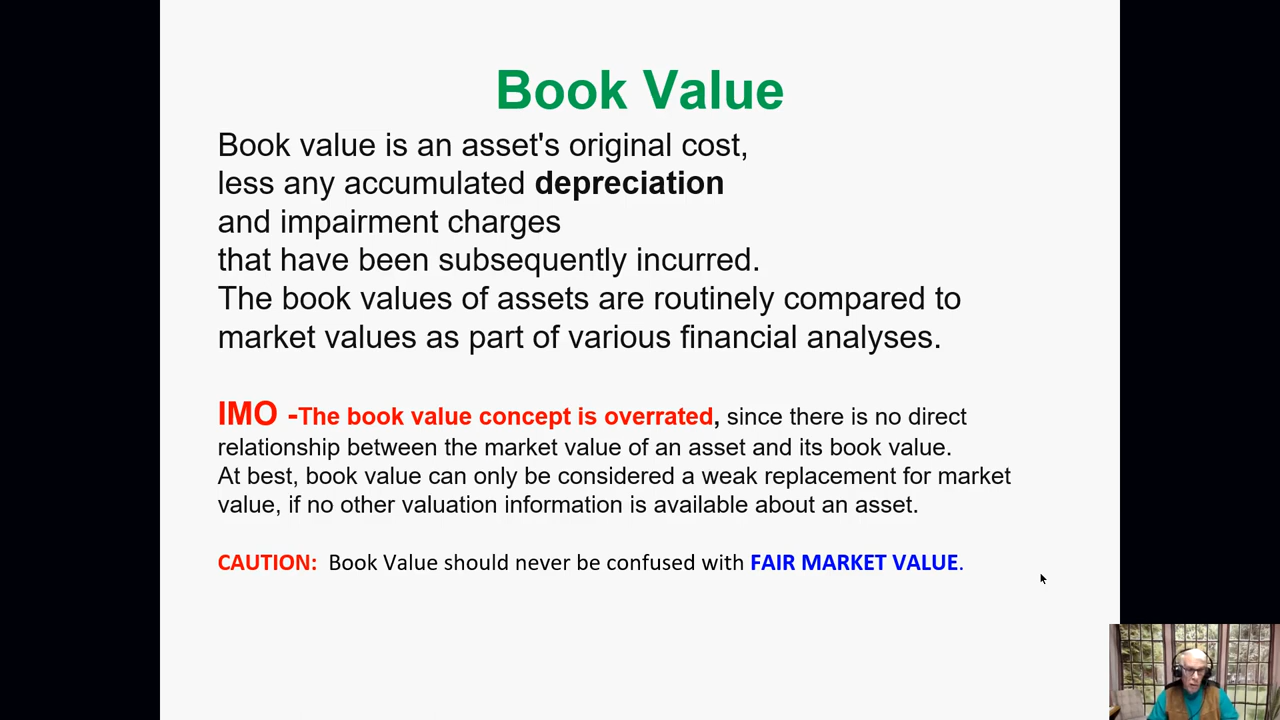 Book Value
Book value is an asset's original cost,
less any accumulated depreciation
and impairment charges
that have been subsequently incurred.
The book values of assets are routinely compared to
market values as part of various financial analyses.
IMO -The book value concept is overrated, since there is no direct
relationship between the market value of an asset and its book value.
At best, book value can only be considered a weak replacement for market
value, if no other valuation information is available about an asset.
CAUTION: Book Value should never be confused with FAIR MARKET VALUE.